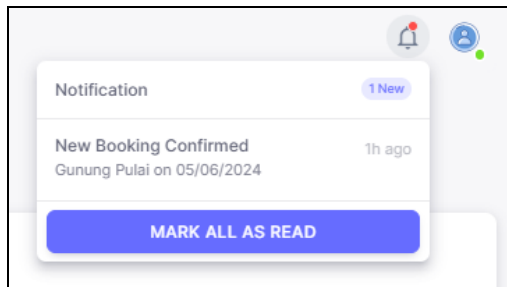 Notification
1 New
New Booking Confirmed
1h ago
Gunung Pulai on 05/06/2024
MARK ALL AS READ